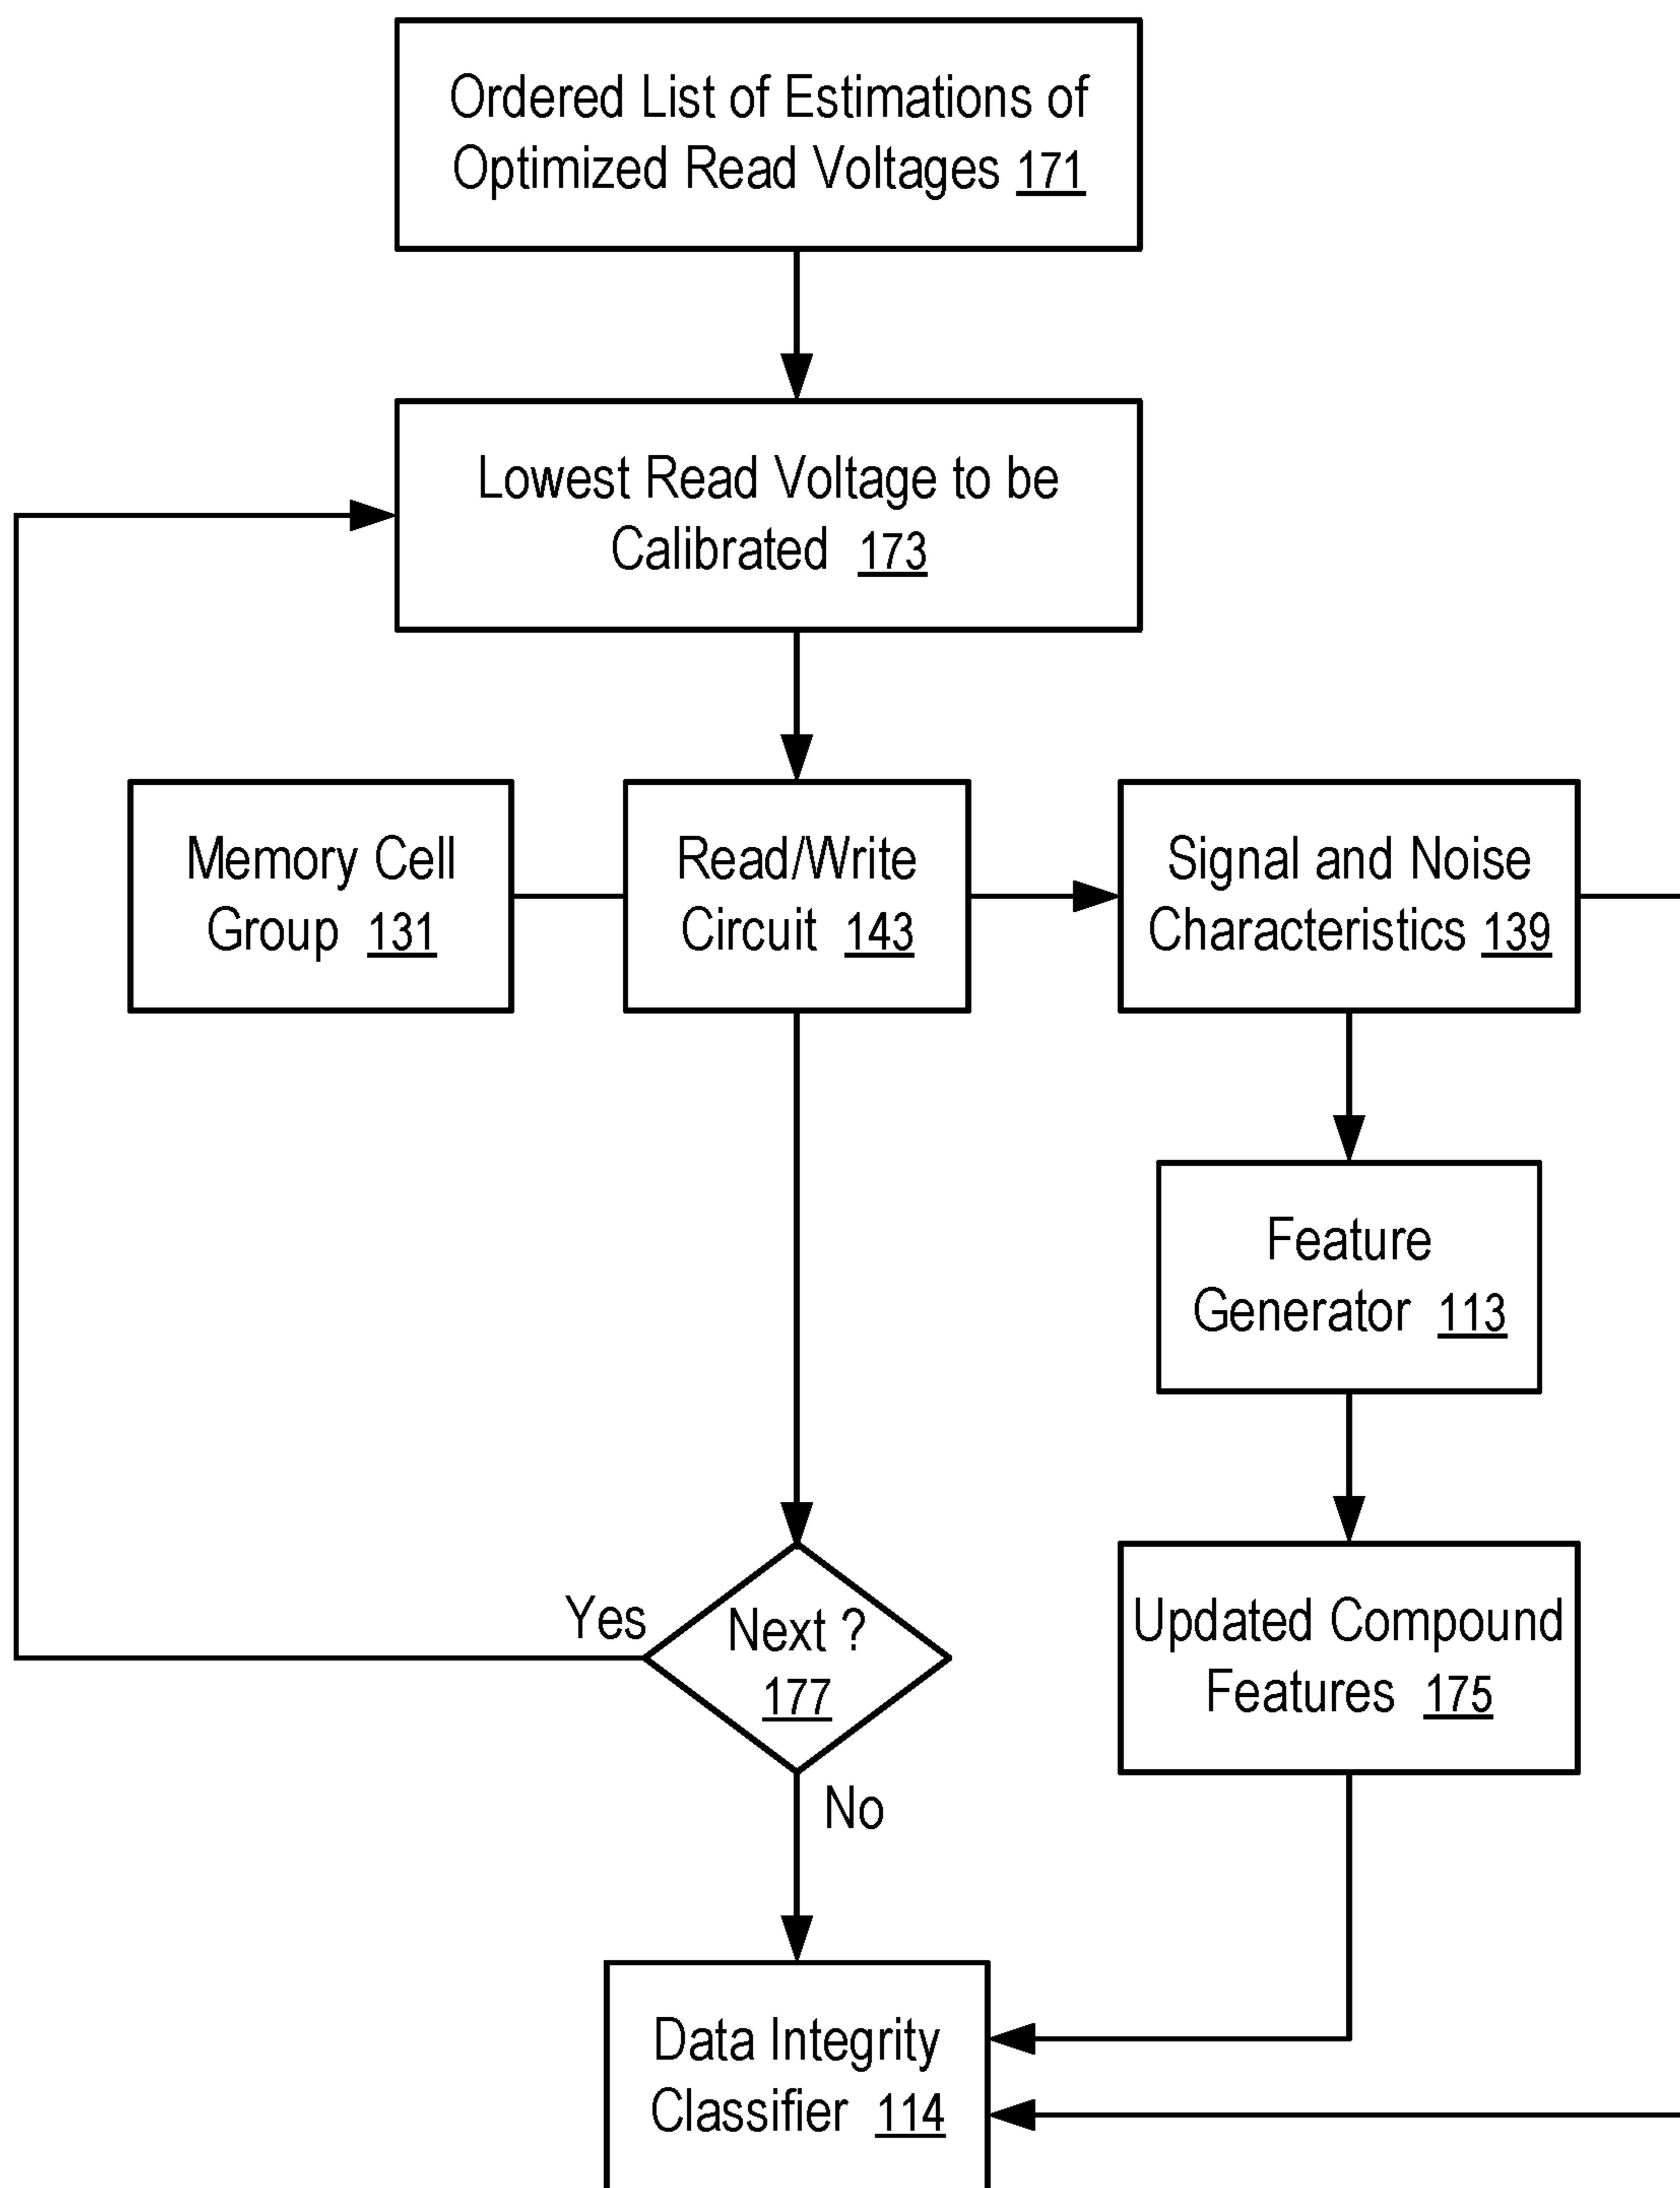 Ordered List of Estimations of
Optimized Read Voltages 171
Lowest Read Voltage to be
Calibrated 173
Memory Cell
Group 131
Read/Write
Circuit 143
Signal and Noise
Characteristics 139
Feature
Generator 113
Yes
Next ?
177
Updated Compound
Features 175
No
Data Integrity
Classifier 114